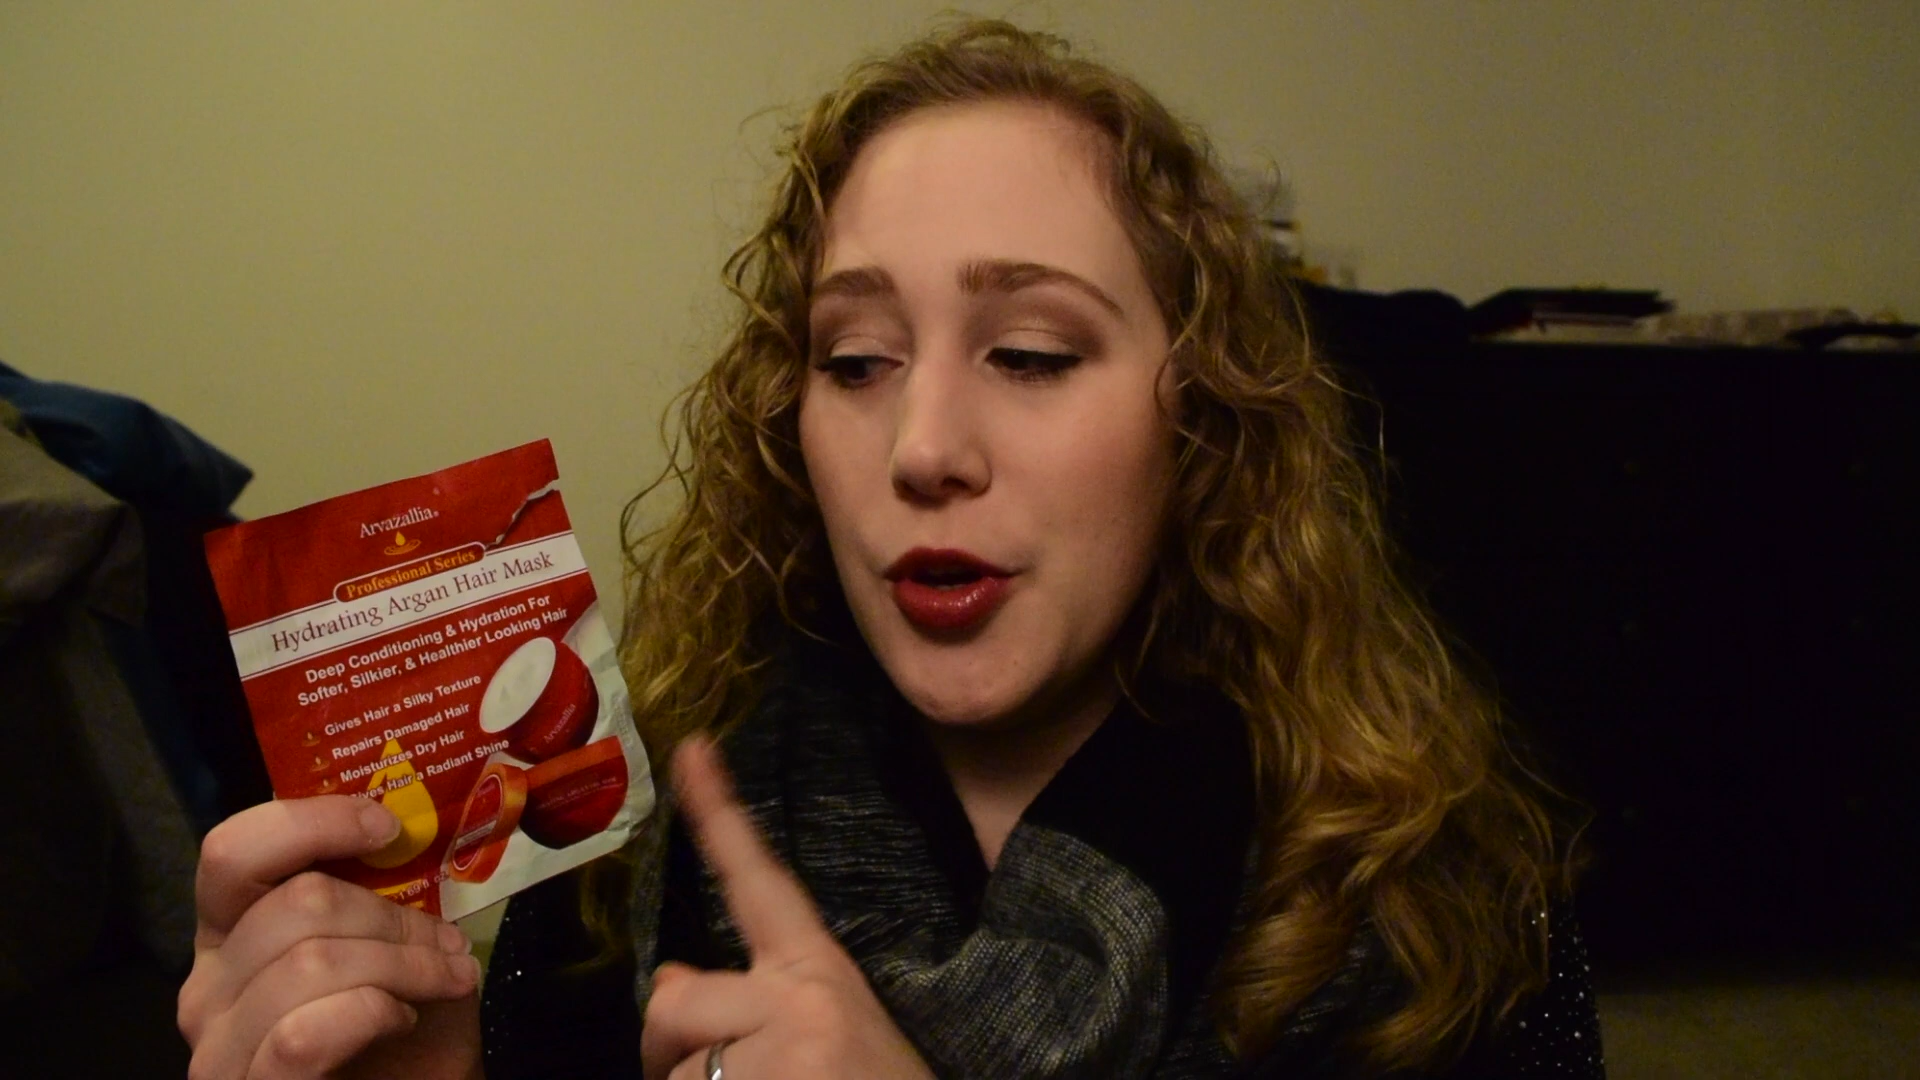 Arvazallia®
Professional Series
Hydrating Argan Hair Mask
Deep Conditioning & Hydration For
Softer, Silkier, & Healthier Looking Hair
Gives Hair a Silky Texture
Repairs Damaged Hair
Moisturizes Dry Hair
Gives Hair a Radiant Shine
Arvazallia